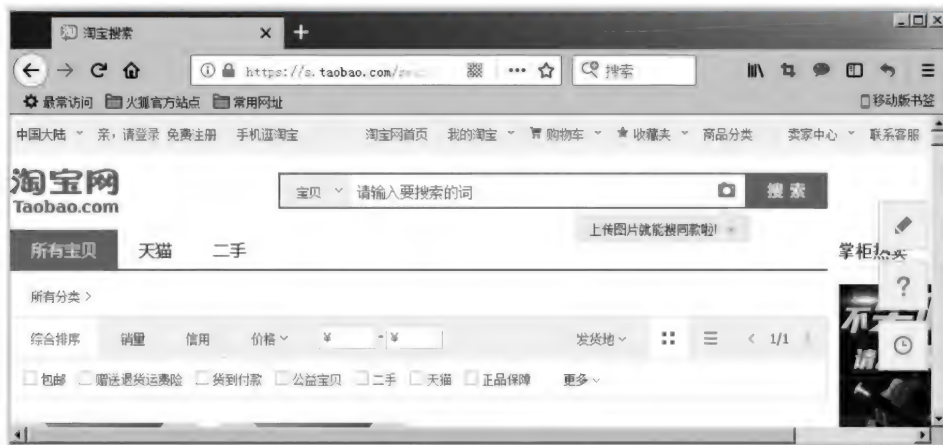 淘宝搜索
https://s.taobao.com/
搜索
最常访问 火狐官方站点 常用网址 移动版书签
中国大陆 亲,请登录 免费注册 手机逛淘宝 淘宝网首页 我的淘宝 购物车 收藏夹 商品分类 卖家中心 联系客服
淘宝网
Taobao.com
宝贝 请输入要搜索的词 搜索
上传图片就能搜同款啦!
所有宝贝 天猫 二手 掌柜热卖
所有分类 >
综合排序 销量 信用 价格 ¥ - ¥ 发货地 < 1/1
包邮 赠送退货运费险 货到付款 公益宝贝 二手 天猫 正品保障 更多